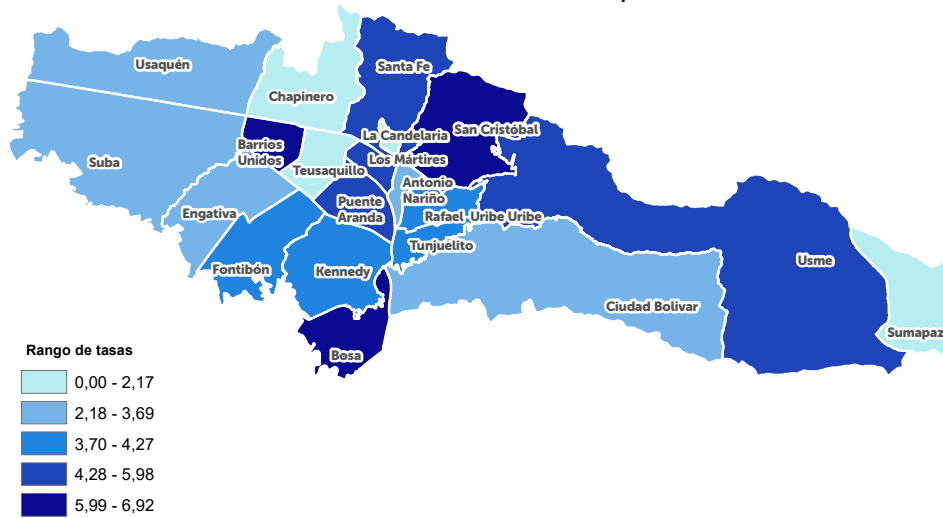 Usaquén
Santa Fe
Chapinero
La Candelaria
San Cristóbal
Barrios
Unidos
Los Mártires
Suba
Teusaquillo
Antonio
Nariño
Puente
Aranda
Engativa
Rafael Uribe Uribe
Tunjuelito
Fontibón
Kennedy
Usme
Ciudad Bolivar
Sumapaz
Bosa
Rango de tasas
0,00 - 2,17
2,18 - 3,69
3,70 - 4,27
4,28 - 5,98
5,99 - 6,92